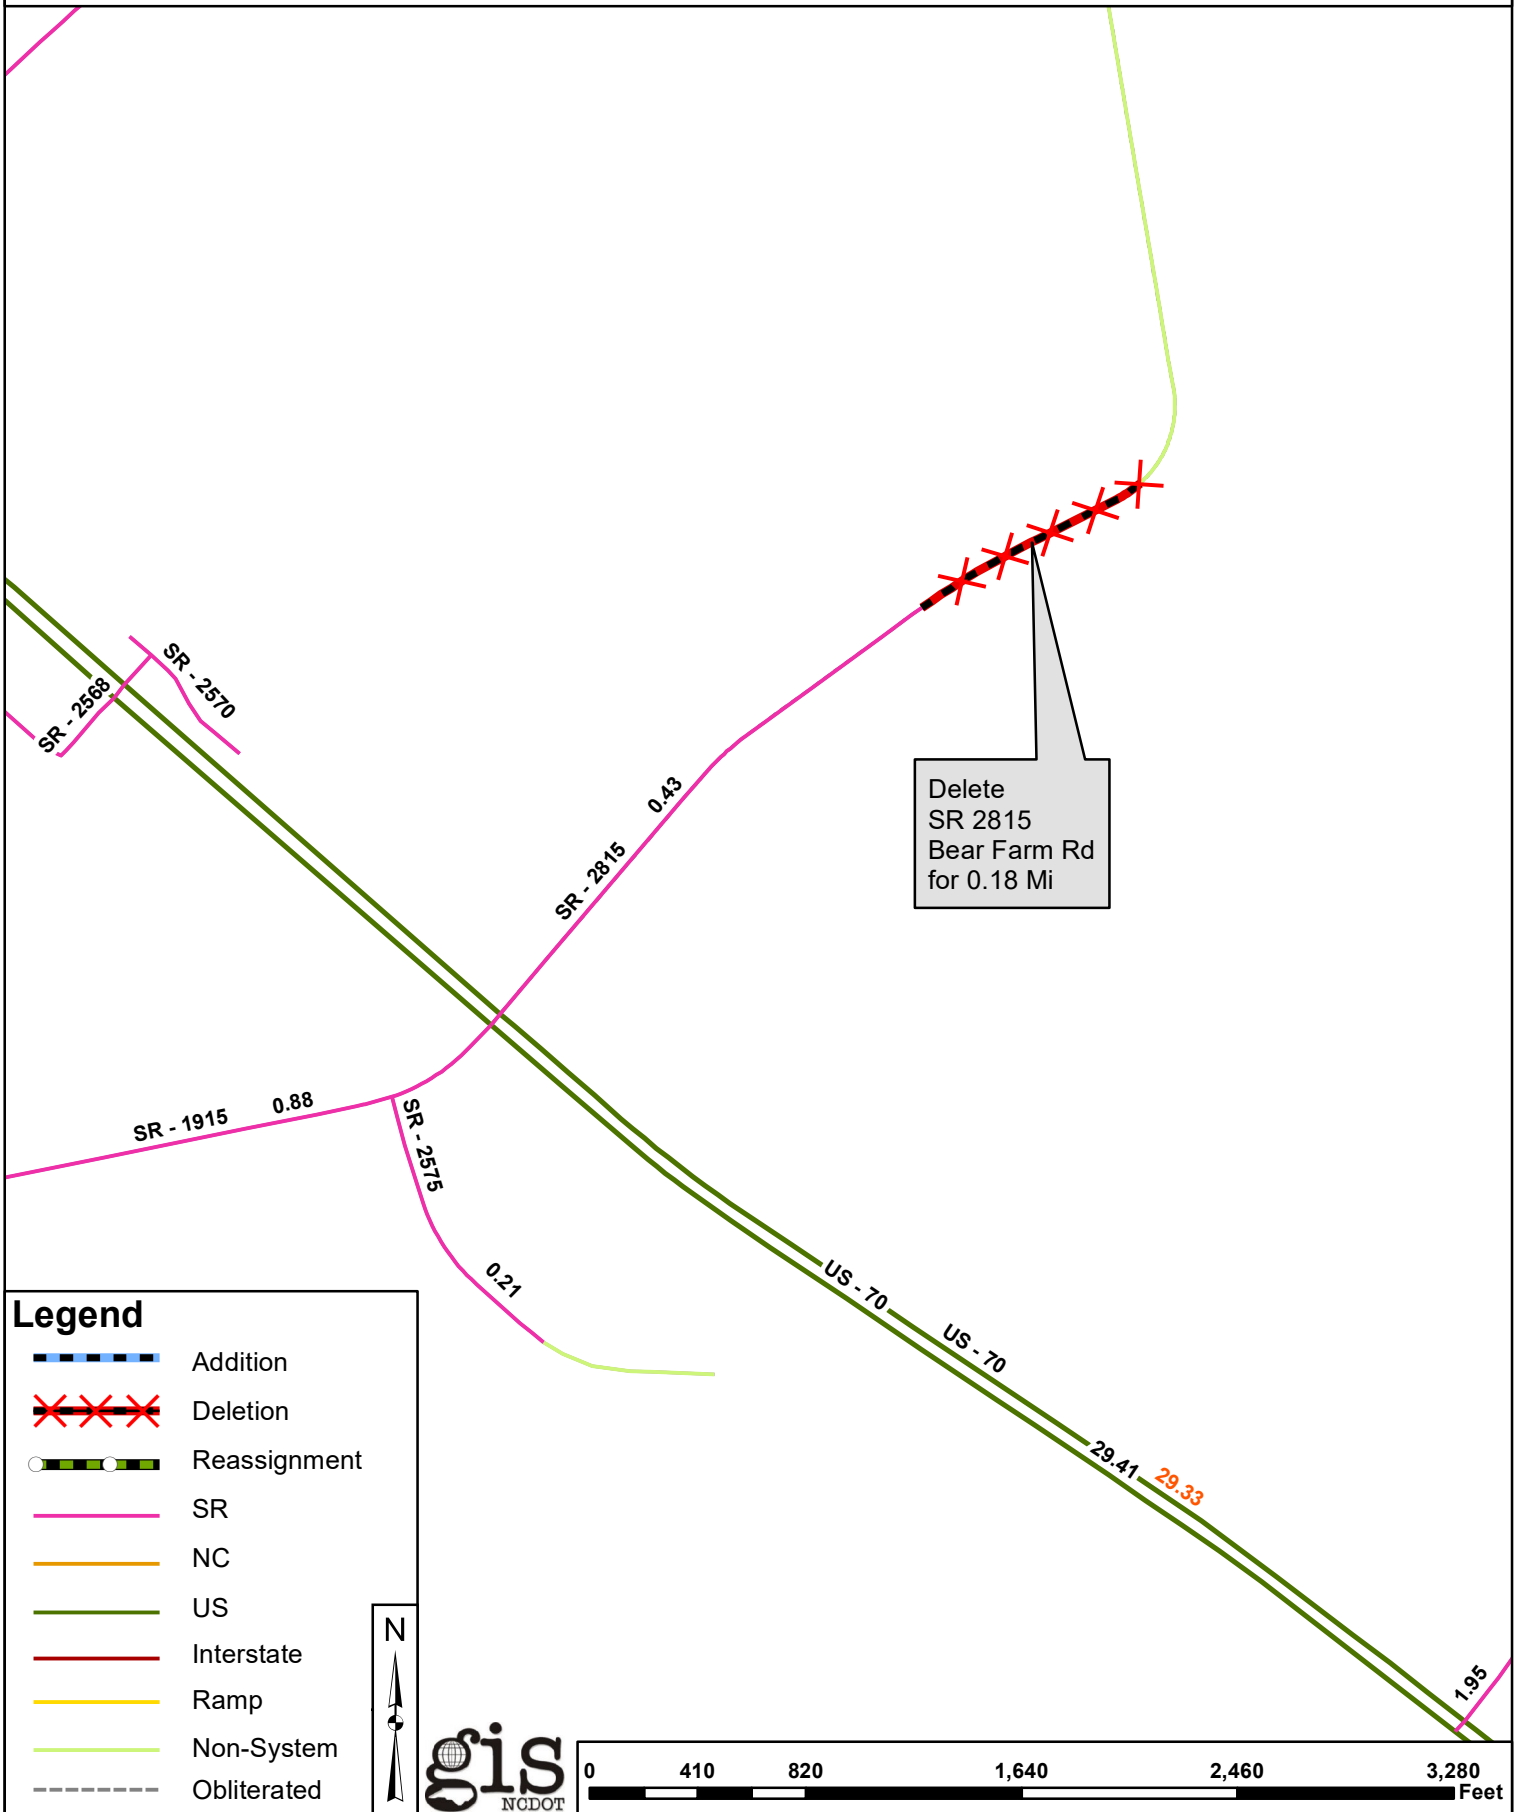 SR - 2570
SR - 2568
0.43
SR - 2815
Delete
SR 2815
Bear Farm Rd
for 0.18 Mi
0.88
SR - 1915
SR - 2575
0.21
US - 70
US - 70
29.41
29.33
1.95
Legend
Addition
Deletion
Reassignment
SR
NC
US
Interstate
Ramp
Non-System
Obliterated
N
gis
NCDOT
0 410 820 1,640 2,460 3,280
Feet